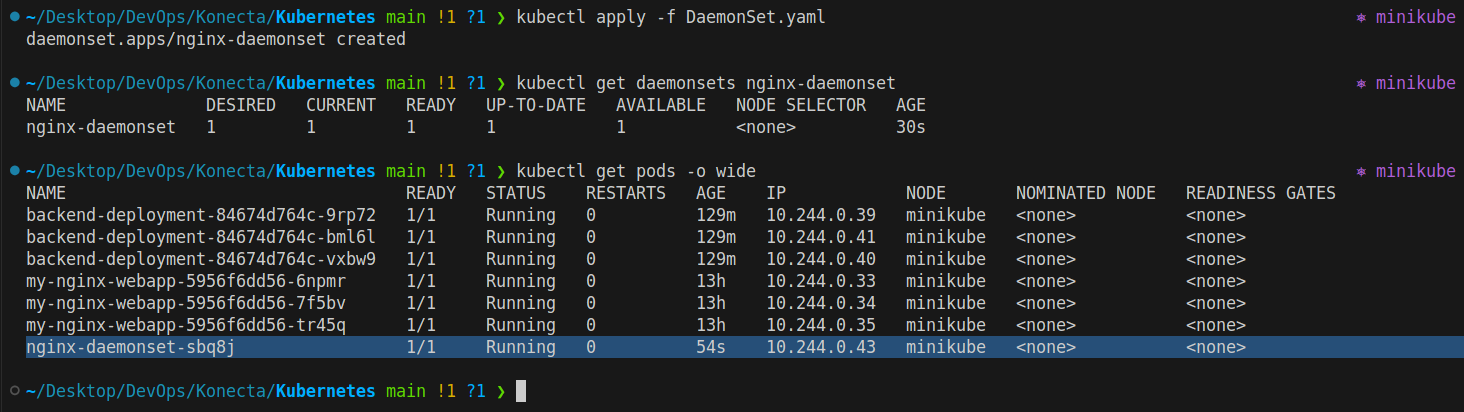 ~/Desktop/DevOps/Konecta/Kubernetes main !1 ?1 ❯ kubectl apply -f DaemonSet.yaml ⎈ minikube
daemonset.apps/nginx-daemonset created
~/Desktop/DevOps/Konecta/Kubernetes main !1 ?1 ❯ kubectl get daemonsets nginx-daemonset ⎈ minikube
NAME DESIRED CURRENT READY UP-TO-DATE AVAILABLE NODE SELECTOR AGE
nginx-daemonset 1 1 1 1 1 <none> 30s
~/Desktop/DevOps/Konecta/Kubernetes main !1 ?1 ❯ kubectl get pods -o wide ⎈ minikube
NAME READY STATUS RESTARTS AGE IP NODE NOMINATED NODE READINESS GATES
backend-deployment-84674d764c-9rp72 1/1 Running 0 129m 10.244.0.39 minikube <none> <none>
backend-deployment-84674d764c-bml6l 1/1 Running 0 129m 10.244.0.41 minikube <none> <none>
backend-deployment-84674d764c-vxbw9 1/1 Running 0 129m 10.244.0.40 minikube <none> <none>
my-nginx-webapp-5956f6dd56-6npmr 1/1 Running 0 13h 10.244.0.33 minikube <none> <none>
my-nginx-webapp-5956f6dd56-7f5bv 1/1 Running 0 13h 10.244.0.34 minikube <none> <none>
my-nginx-webapp-5956f6dd56-tr45q 1/1 Running 0 13h 10.244.0.35 minikube <none> <none>
nginx-daemonset-sbq8j 1/1 Running 0 54s 10.244.0.43 minikube <none> <none>
~/Desktop/DevOps/Konecta/Kubernetes main !1 ?1 ❯